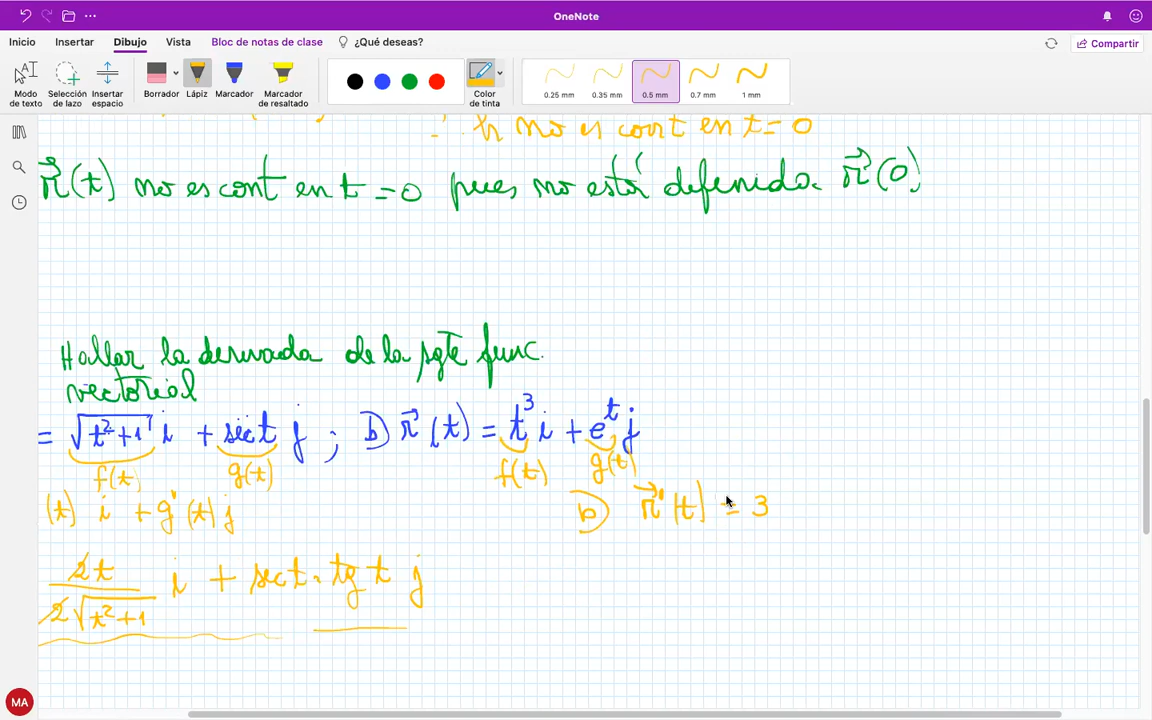 OneNote
Inicio Insertar Dibujo Vista Bloc de notas de clase ¿Qué deseas? Compartir
Modo de texto Selección de lazo Insertar espacio Borrador Lápiz Marcador Marcador de resaltado Color de tinta 0.25 mm 0.35 mm 0.5 mm 0.7 mm 1 mm
no es cont en t = 0
r⃗(t) no es cont en t = 0 pues no está definida r⃗(0)
Hallar la derivada de la sgte func.
vectorial
= √(t²+1) i + sec t j ; b) r⃗(t) = t³ i + e^t j
f(t) g(t) f(t) g(t)
(t) i + g'(t) j b) r⃗'(t) = 3
2t / 2√(t²+1) i + sec t · tg t j
MA